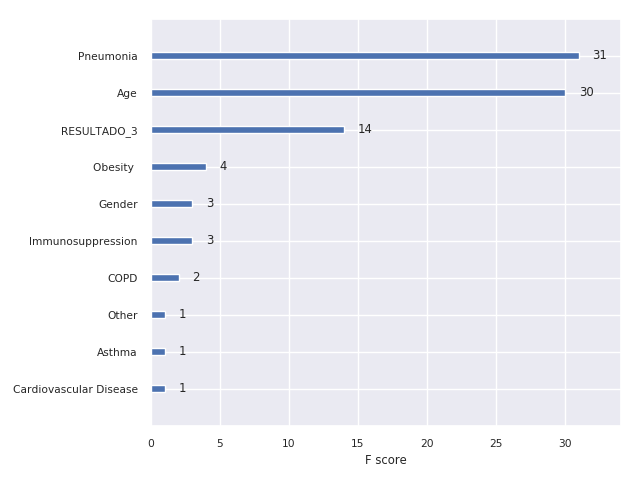 Pneumonia 31
Age 30
RESULTADO_3 14
Obesity 4
Gender 3
Immunosuppression 3
COPD 2
Other 1
Asthma 1
Cardiovascular Disease 1
0 5 10 15 20 25 30
F score